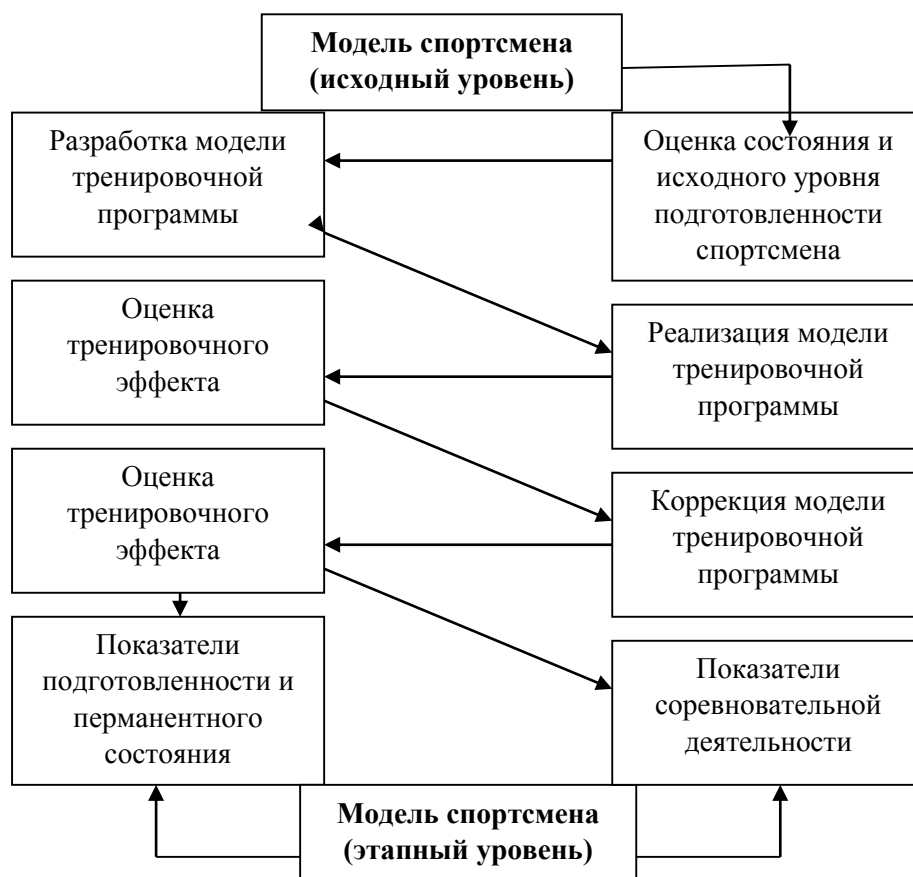 Модель спортсмена
(исходный уровень)
Разработка модели
тренировочной
программы
Оценка состояния и
исходного уровня
подготовленности
спортсмена
Оценка
тренировочного
эффекта
Реализация модели
тренировочной
программы
Оценка
тренировочного
эффекта
Коррекция модели
тренировочной
программы
Показатели
подготовленности и
перманентного
состояния
Показатели
соревновательной
деятельности
Модель спортсмена
(этапный уровень)